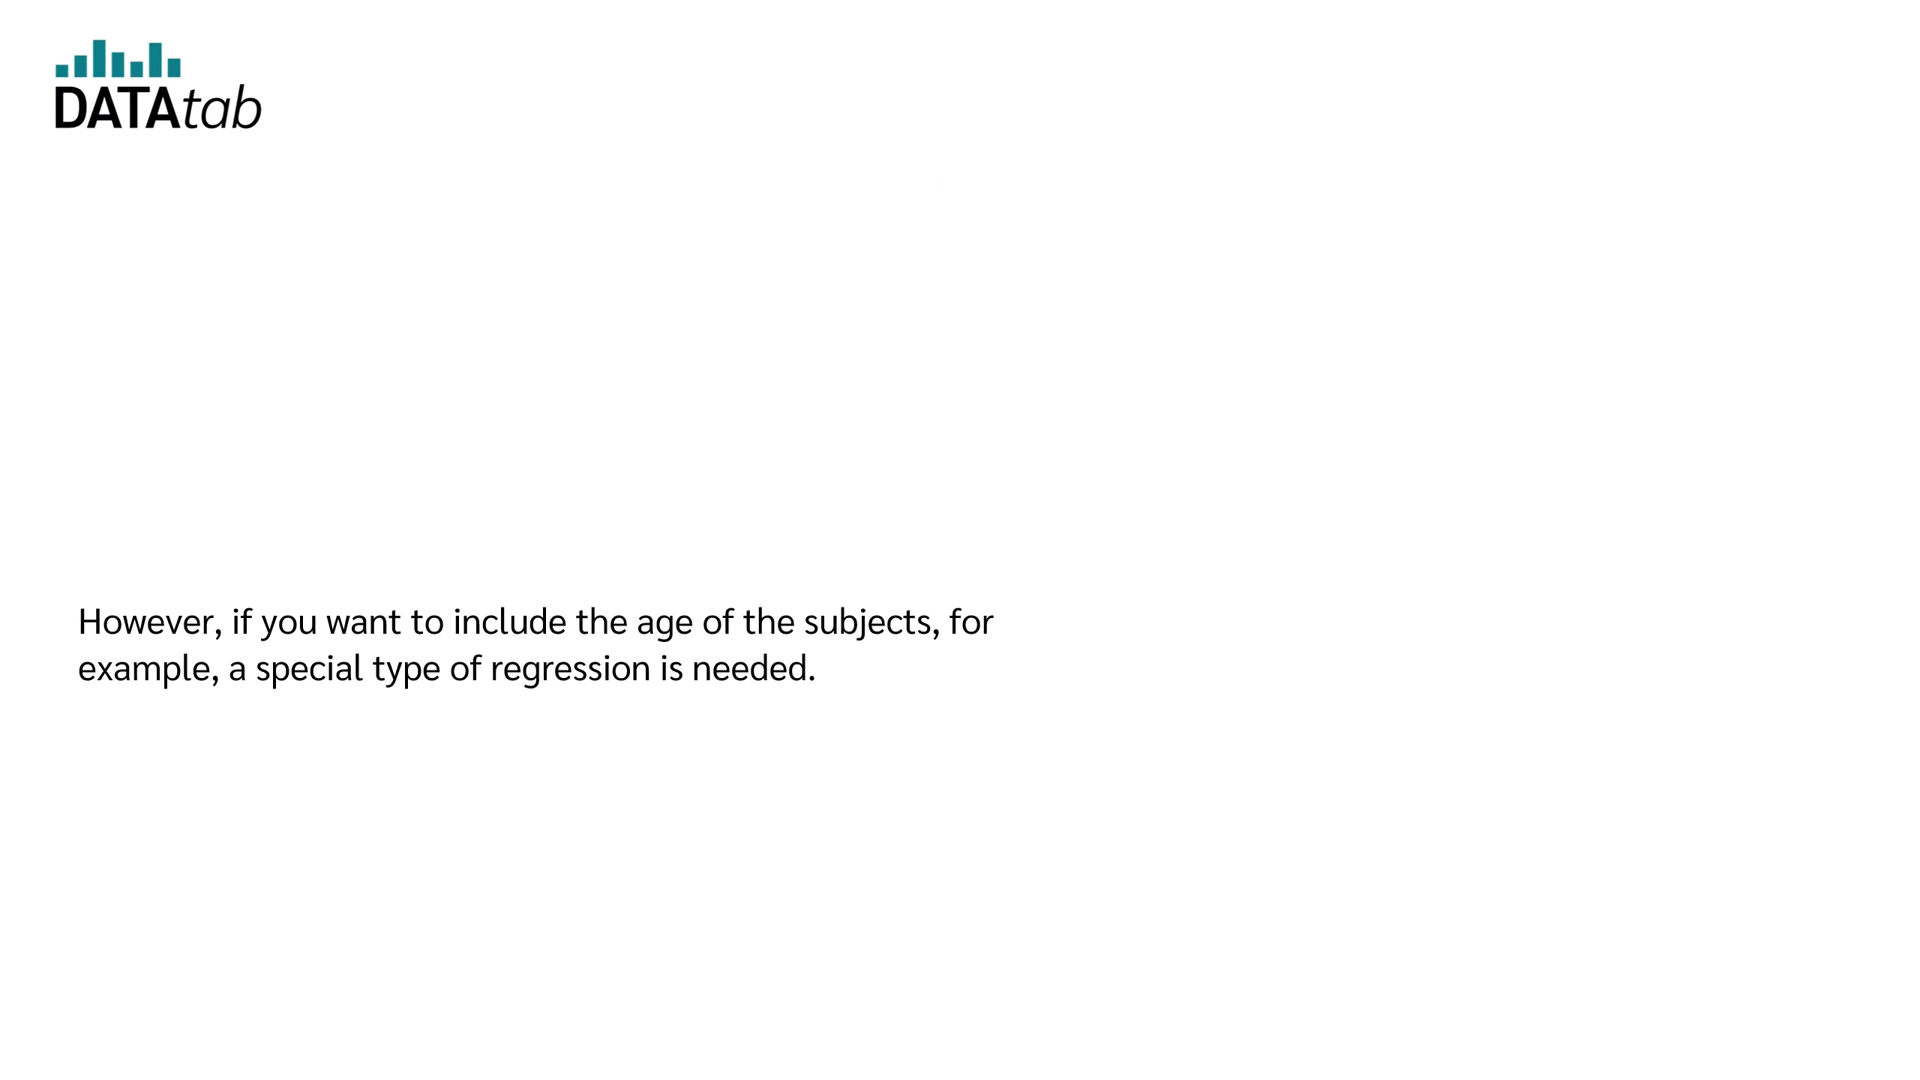 DATAtab
However, if you want to include the age of the subjects, for
example, a special type of regression is needed.